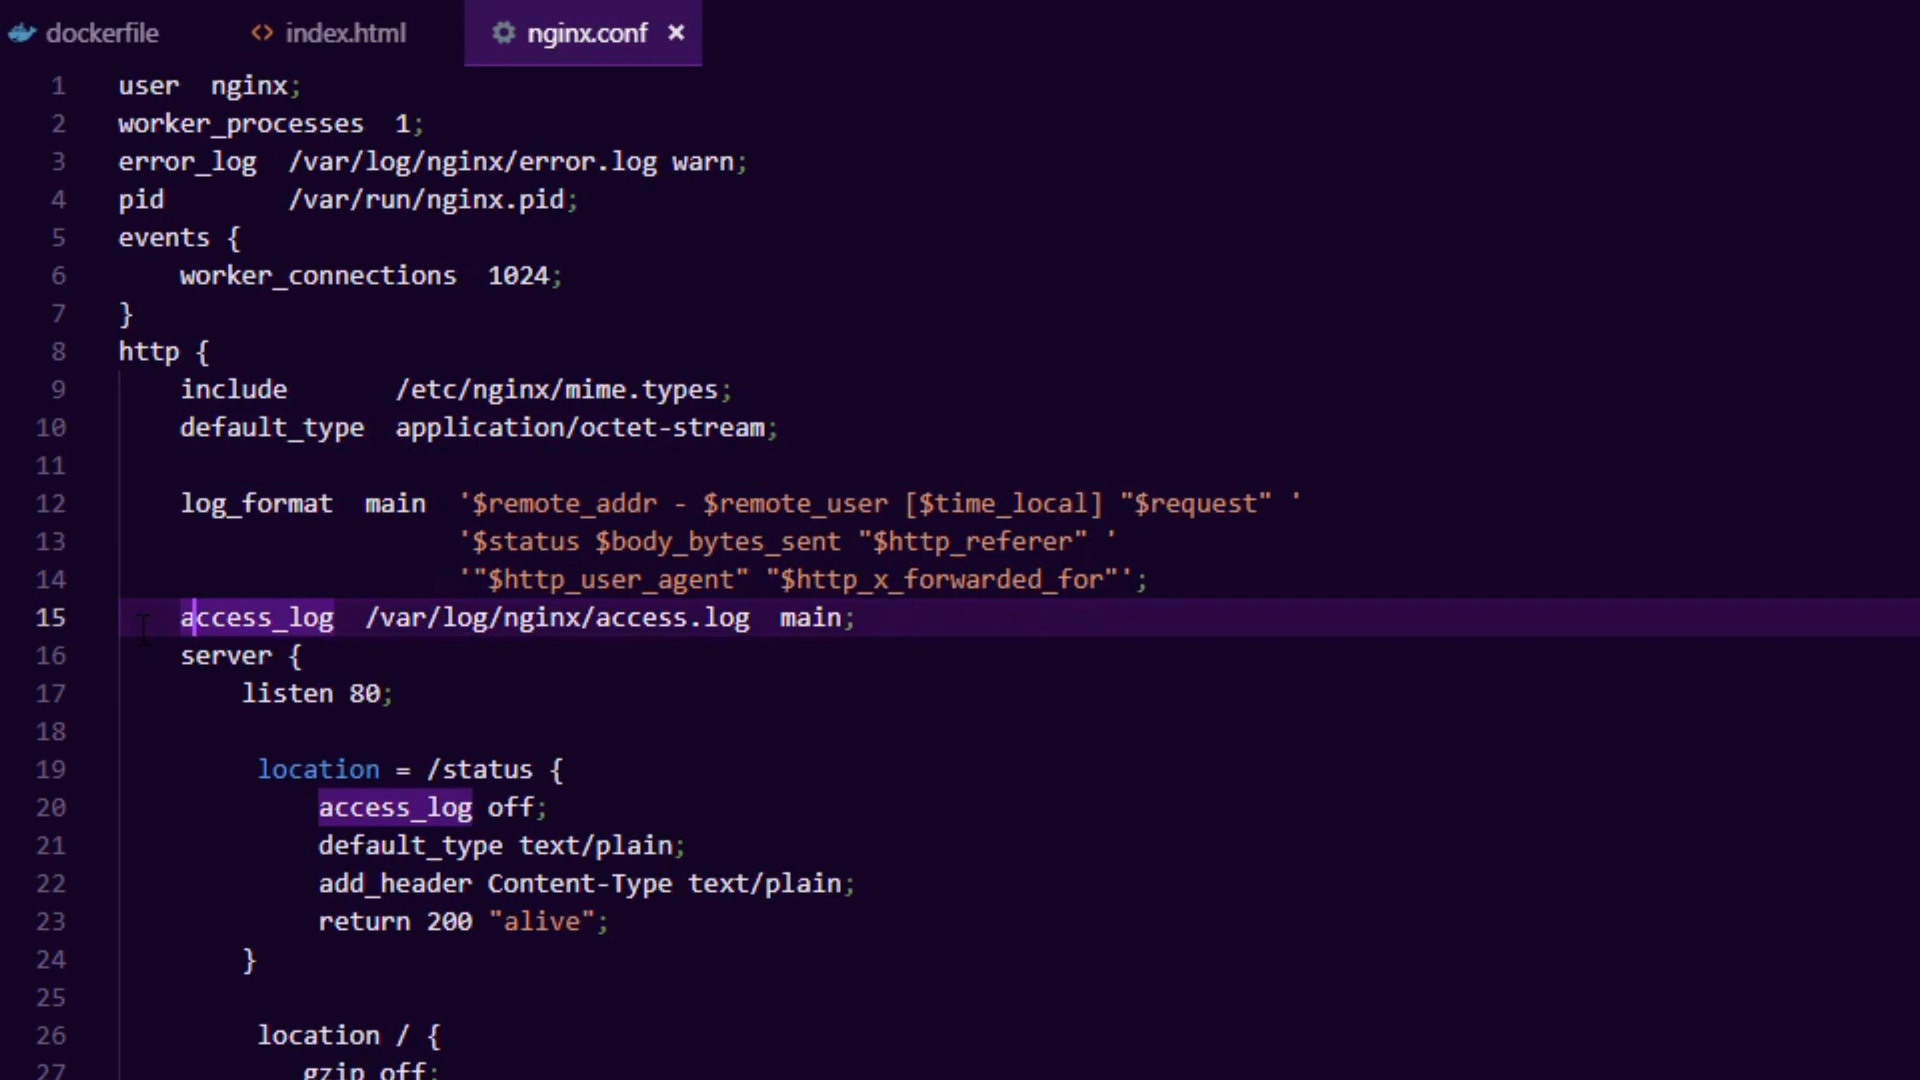 dockerfile <> index.html nginx.conf ×
1 user  nginx;
2 worker_processes  1;
3 error_log  /var/log/nginx/error.log warn;
4 pid        /var/run/nginx.pid;
5 events {
6     worker_connections  1024;
7 }
8 http {
9     include       /etc/nginx/mime.types;
10     default_type  application/octet-stream;
11
12     log_format  main  '$remote_addr - $remote_user [$time_local] "$request" '
13                       '$status $body_bytes_sent "$http_referer" '
14                       '"$http_user_agent" "$http_x_forwarded_for"';
15     access_log  /var/log/nginx/access.log  main;
16     server {
17         listen 80;
18
19          location = /status {
20              access_log off;
21              default_type text/plain;
22              add_header Content-Type text/plain;
23              return 200 "alive";
24         }
25
26          location / {
27             gzip off;